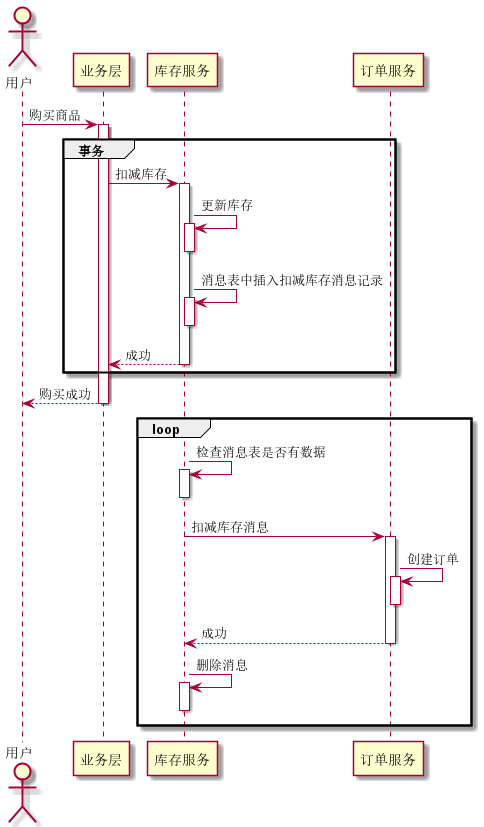 用户
业务层
库存服务
订单服务
购买商品
事务
扣减库存
更新库存
消息表中插入扣减库存消息记录
成功
购买成功
loop
检查消息表是否有数据
扣减库存消息
创建订单
成功
删除消息
用户
业务层
库存服务
订单服务